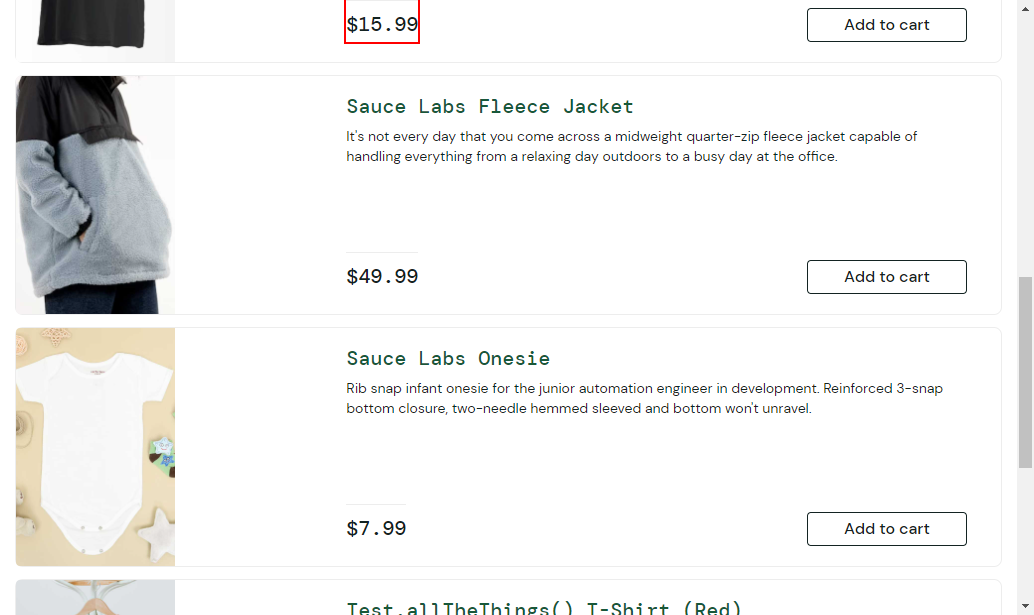 $15.99
Add to cart
Sauce Labs Fleece Jacket
It's not every day that you come across a midweight quarter-zip fleece jacket capable of
handling everything from a relaxing day outdoors to a busy day at the office.
$49.99
Add to cart
Sauce Labs Onesie
Rib snap infant onesie for the junior automation engineer in development. Reinforced 3-snap
bottom closure, two-needle hemmed sleeved and bottom won't unravel.
$7.99
Add to cart
Test.allTheThings() T-Shirt (Red)